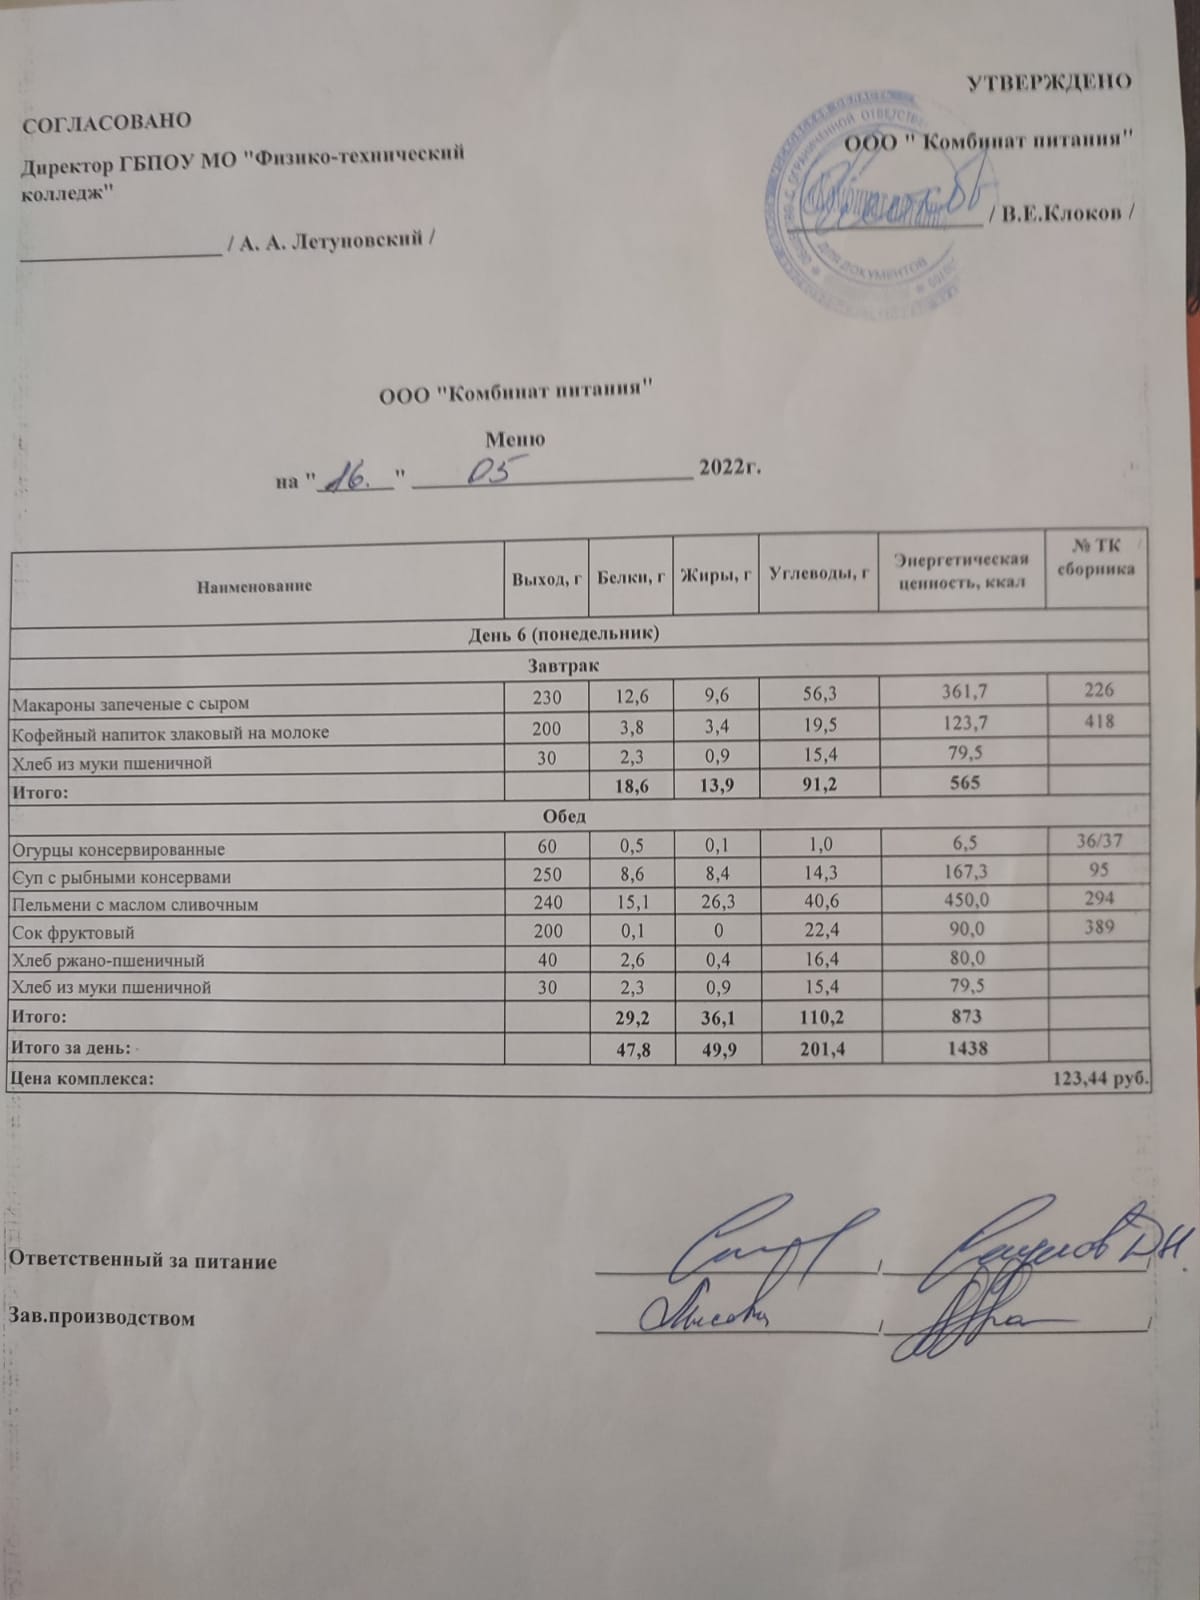 УТВЕРЖДЕНО
СОГЛАСОВАНО
ООО " Комбинат питания"
Директор ГБПОУ МО "Физико-технический
колледж"
/ В.Е.Клоков /
/ А. А. Летуновский /
ДЛЯ ДОКУМЕНТОВ
ООО "Комбинат питания"
Меню
на "16." 05 2022г.
Наименование Выход, г Белки, г Жиры, г Углеводы, г Энергетическая ценность, ккал № ТК сборника
День 6 (понедельник)
Завтрак
Макароны запеченые с сыром 230 12,6 9,6 56,3 361,7 226
Кофейный напиток злаковый на молоке 200 3,8 3,4 19,5 123,7 418
Хлеб из муки пшеничной 30 2,3 0,9 15,4 79,5
Итого: 18,6 13,9 91,2 565
Обед
Огурцы консервированные 60 0,5 0,1 1,0 6,5 36/37
Суп с рыбными консервами 250 8,6 8,4 14,3 167,3 95
Пельмени с маслом сливочным 240 15,1 26,3 40,6 450,0 294
Сок фруктовый 200 0,1 0 22,4 90,0 389
Хлеб ржано-пшеничный 40 2,6 0,4 16,4 80,0
Хлеб из муки пшеничной 30 2,3 0,9 15,4 79,5
Итого: 29,2 36,1 110,2 873
Итого за день: 47,8 49,9 201,4 1438
Цена комплекса: 123,44 руб.
Ответственный за питание / /
Зав.производством / /